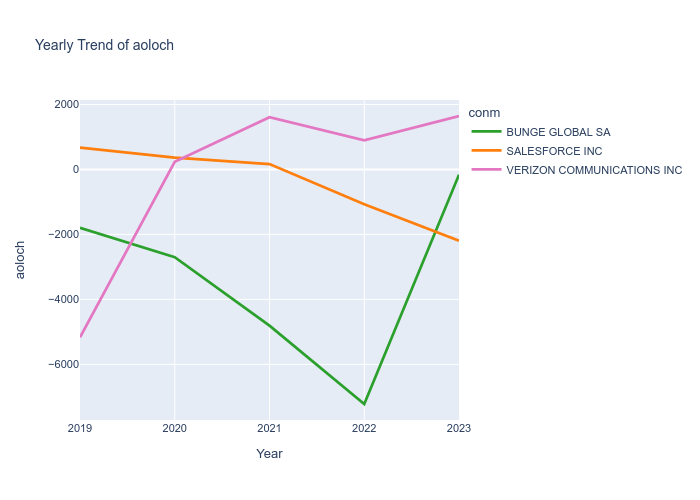 Yearly Trend of aoloch
conm
BUNGE GLOBAL SA
SALESFORCE INC
VERIZON COMMUNICATIONS INC
2000
0
−2000
−4000
−6000
aoloch
2019
2020
2021
2022
2023
Year